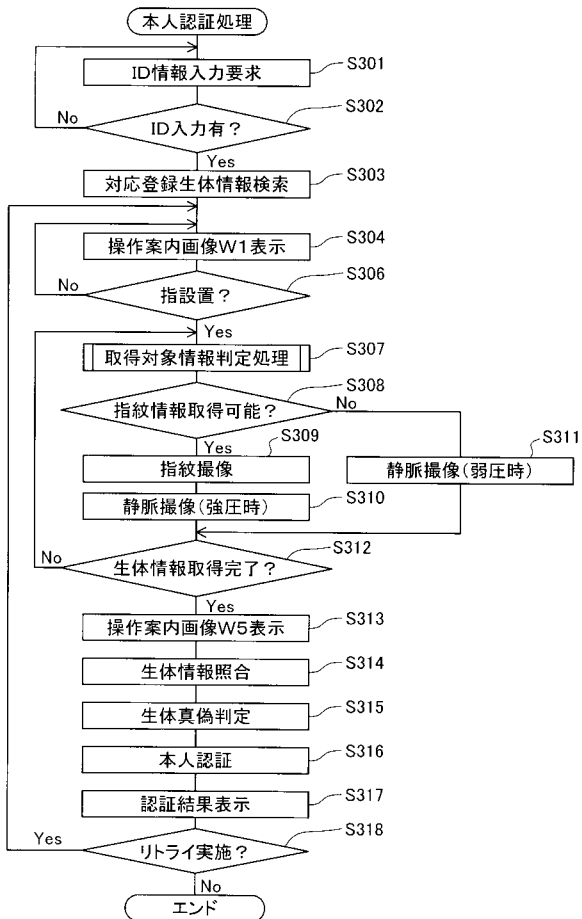 本人認証処理
ID情報入力要求
S301
ID入力有？
S302
No
Yes
対応登録生体情報検索
S303
操作案内画像W1表示
S304
指設置？
S306
No
Yes
取得対象情報判定処理
S307
指紋情報取得可能？
S308
No
Yes
指紋撮像
S309
静脈撮像(弱圧時)
S311
静脈撮像(強圧時)
S310
生体情報取得完了？
S312
No
Yes
操作案内画像W5表示
S313
生体情報照合
S314
生体真偽判定
S315
本人認証
S316
認証結果表示
S317
リトライ実施？
S318
Yes
No
エンド